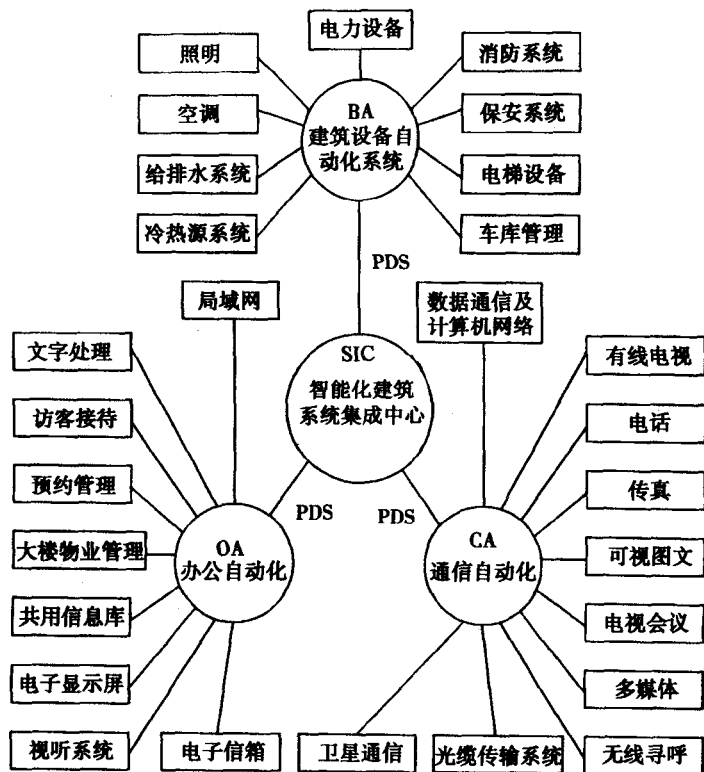 电力设备
照明
消防系统
空调
保安系统
BA
建筑设备自
动化系统
给排水系统
电梯设备
冷热源系统
车库管理
PDS
局域网
数据通信及
计算机网络
SIC
智能化建筑
系统集成中心
文字处理
有线电视
访客接待
电话
预约管理
传真
PDS
PDS
OA
办公自动化
CA
通信自动化
大楼物业管理
可视图文
共用信息库
电视会议
电子显示屏
多媒体
视听系统
电子信箱
卫星通信
光缆传输系统
无线寻呼